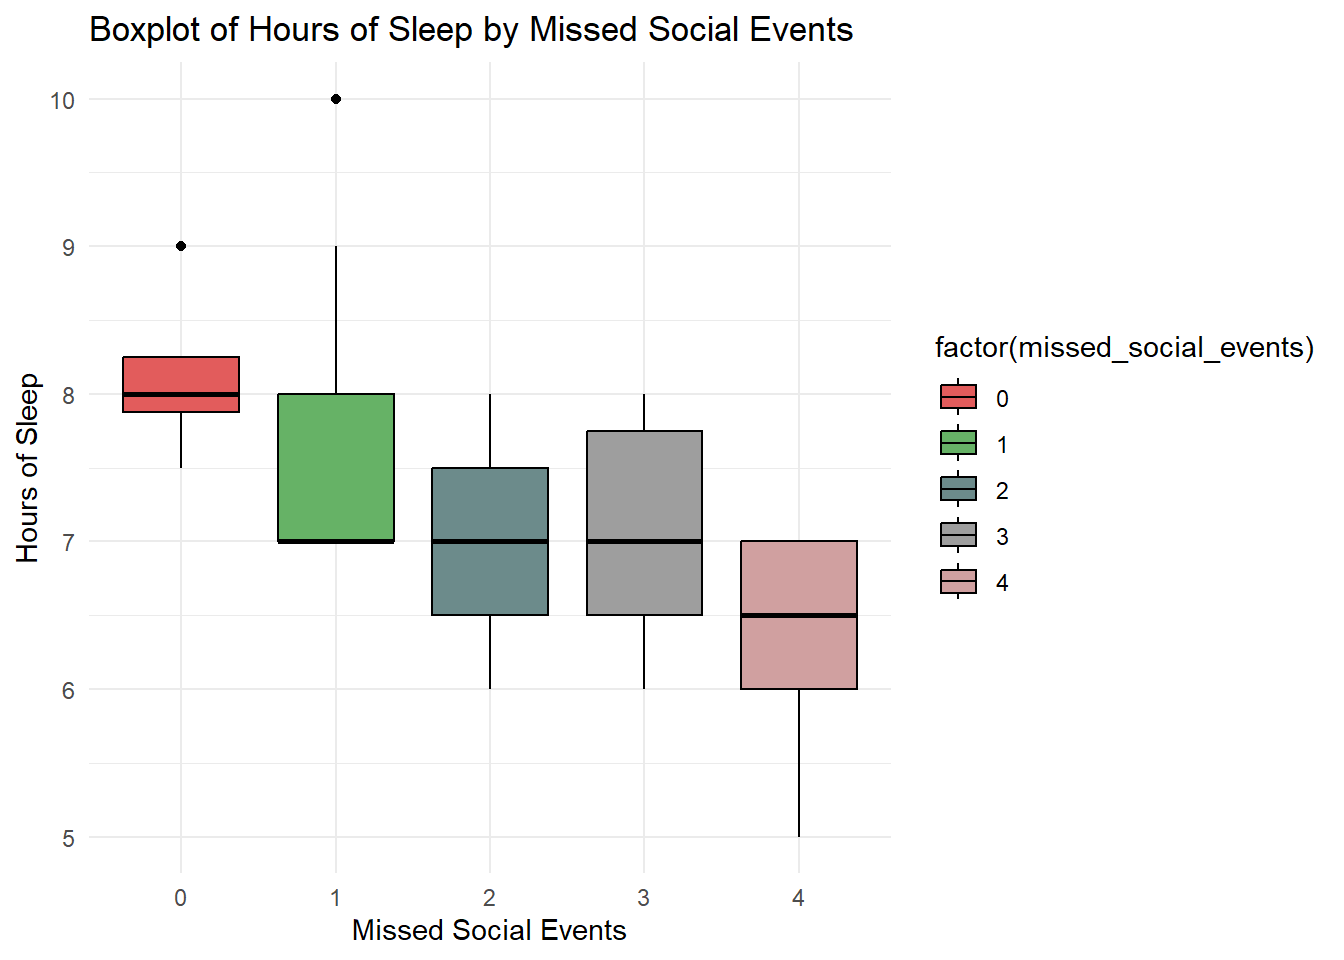 Boxplot of Hours of Sleep by Missed Social Events
10
9
8
7
6
5
Hours of Sleep
0 1 2 3 4
Missed Social Events
factor(missed_social_events)
0
1
2
3
4